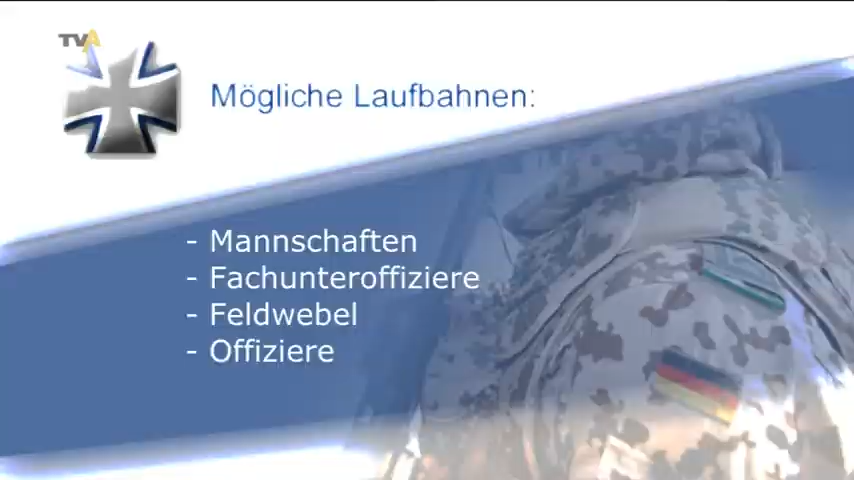 TVA
Mögliche Laufbahnen:
- Mannschaften
- Fachunteroffiziere
- Feldwebel
- Offiziere